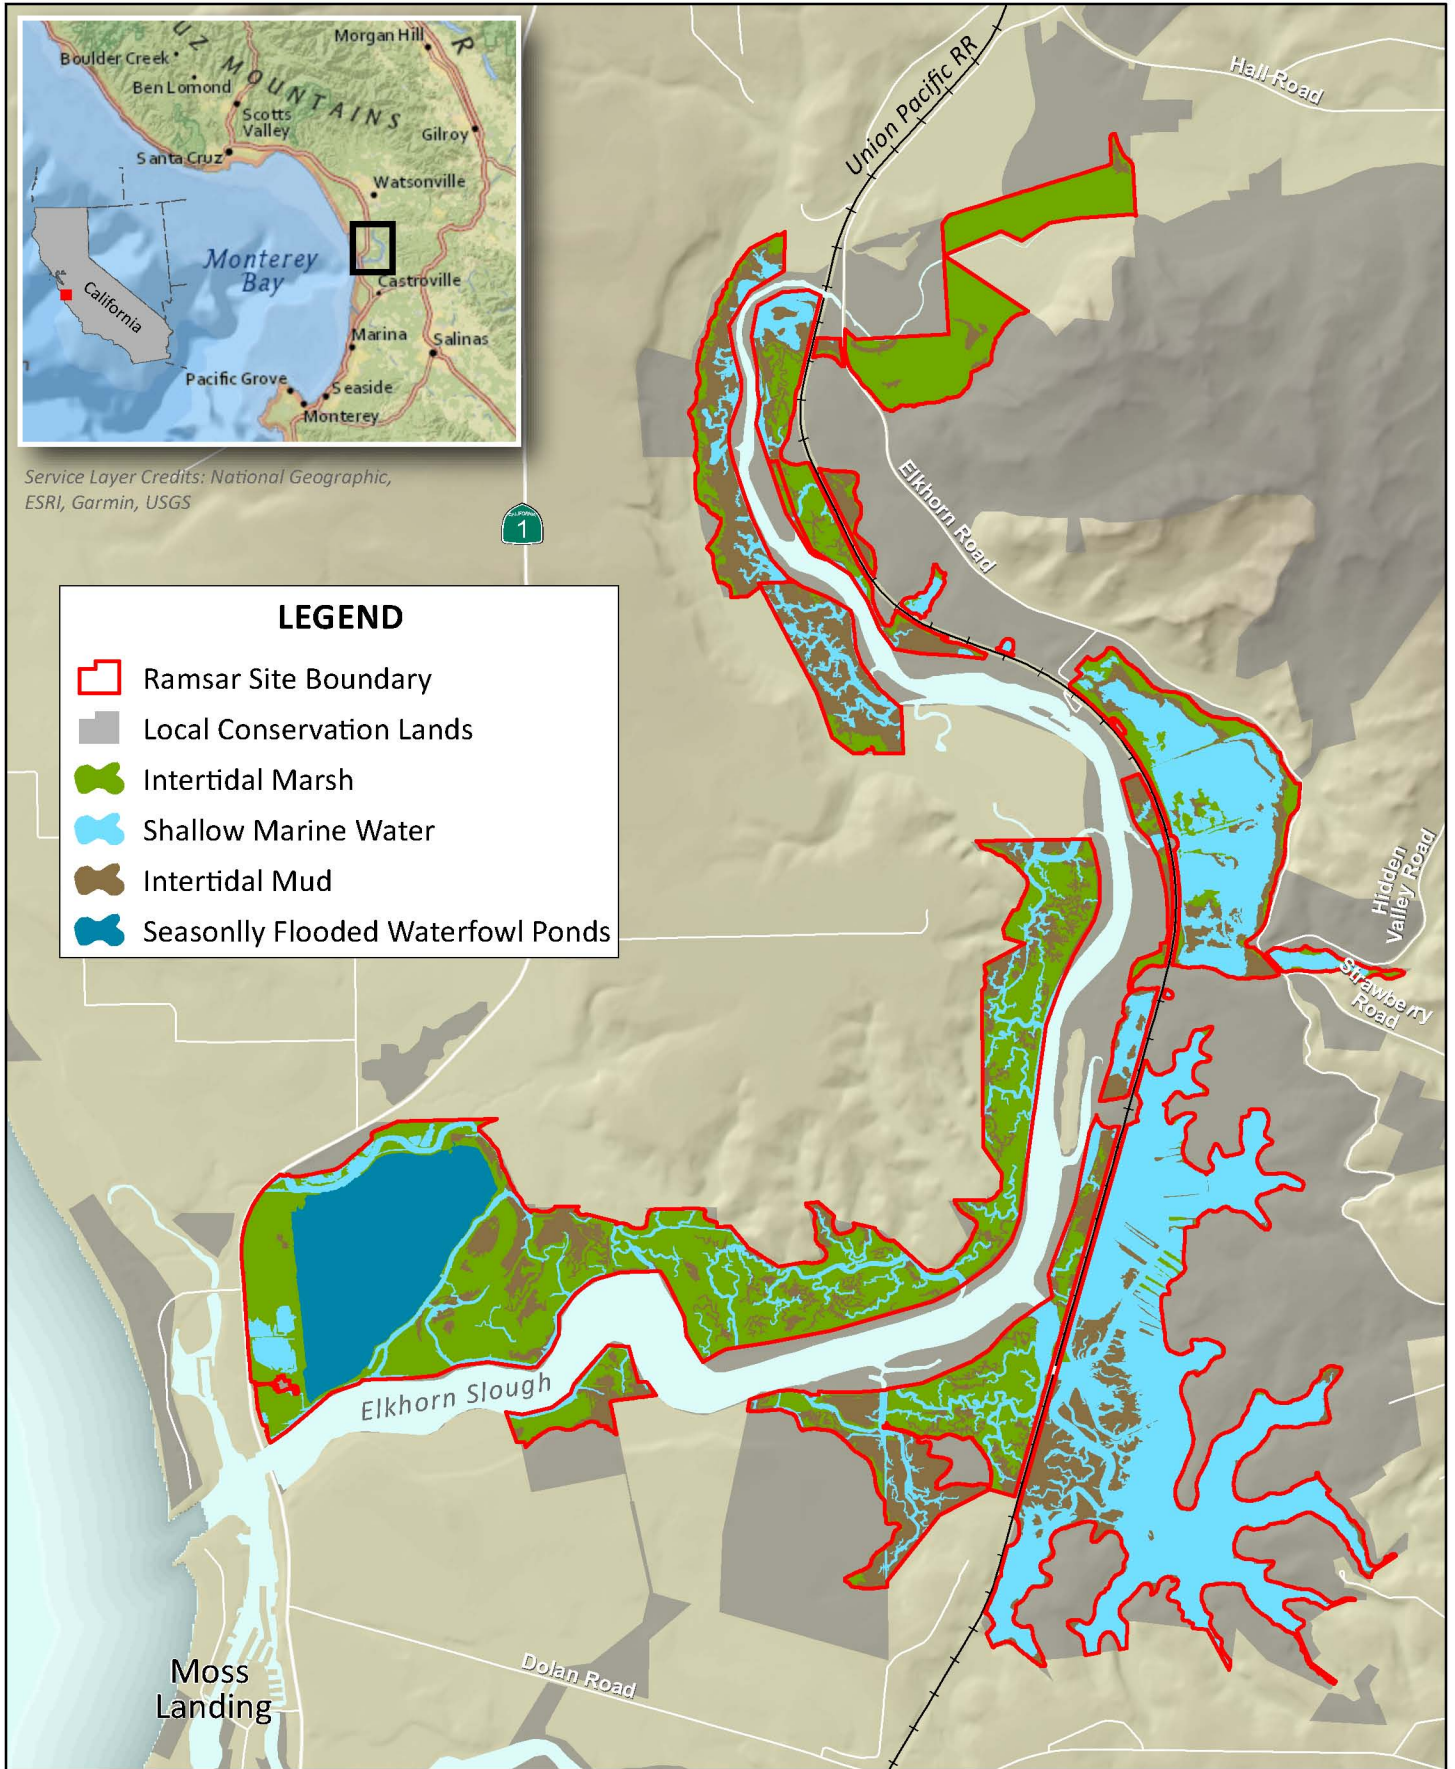 UZ MOUNTAINS
R
Morgan Hill
Boulder Creek
Ben Lomond
Scotts
Valley
Gilroy
Santa Cruz
Watsonville
Monterey
Bay
Castroville
California
Marina
Salinas
Pacific Grove
Seaside
Monterey
Service Layer Credits: National Geographic,
ESRI, Garmin, USGS
Union Pacific RR
Hall Road
Elkhorn Road
CALIFORNIA
1
LEGEND
Ramsar Site Boundary
Local Conservation Lands
Intertidal Marsh
Shallow Marine Water
Intertidal Mud
Seasonlly Flooded Waterfowl Ponds
Hidden
Valley Road
Strawberry
Road
Elkhorn Slough
Dolan Road
Moss
Landing